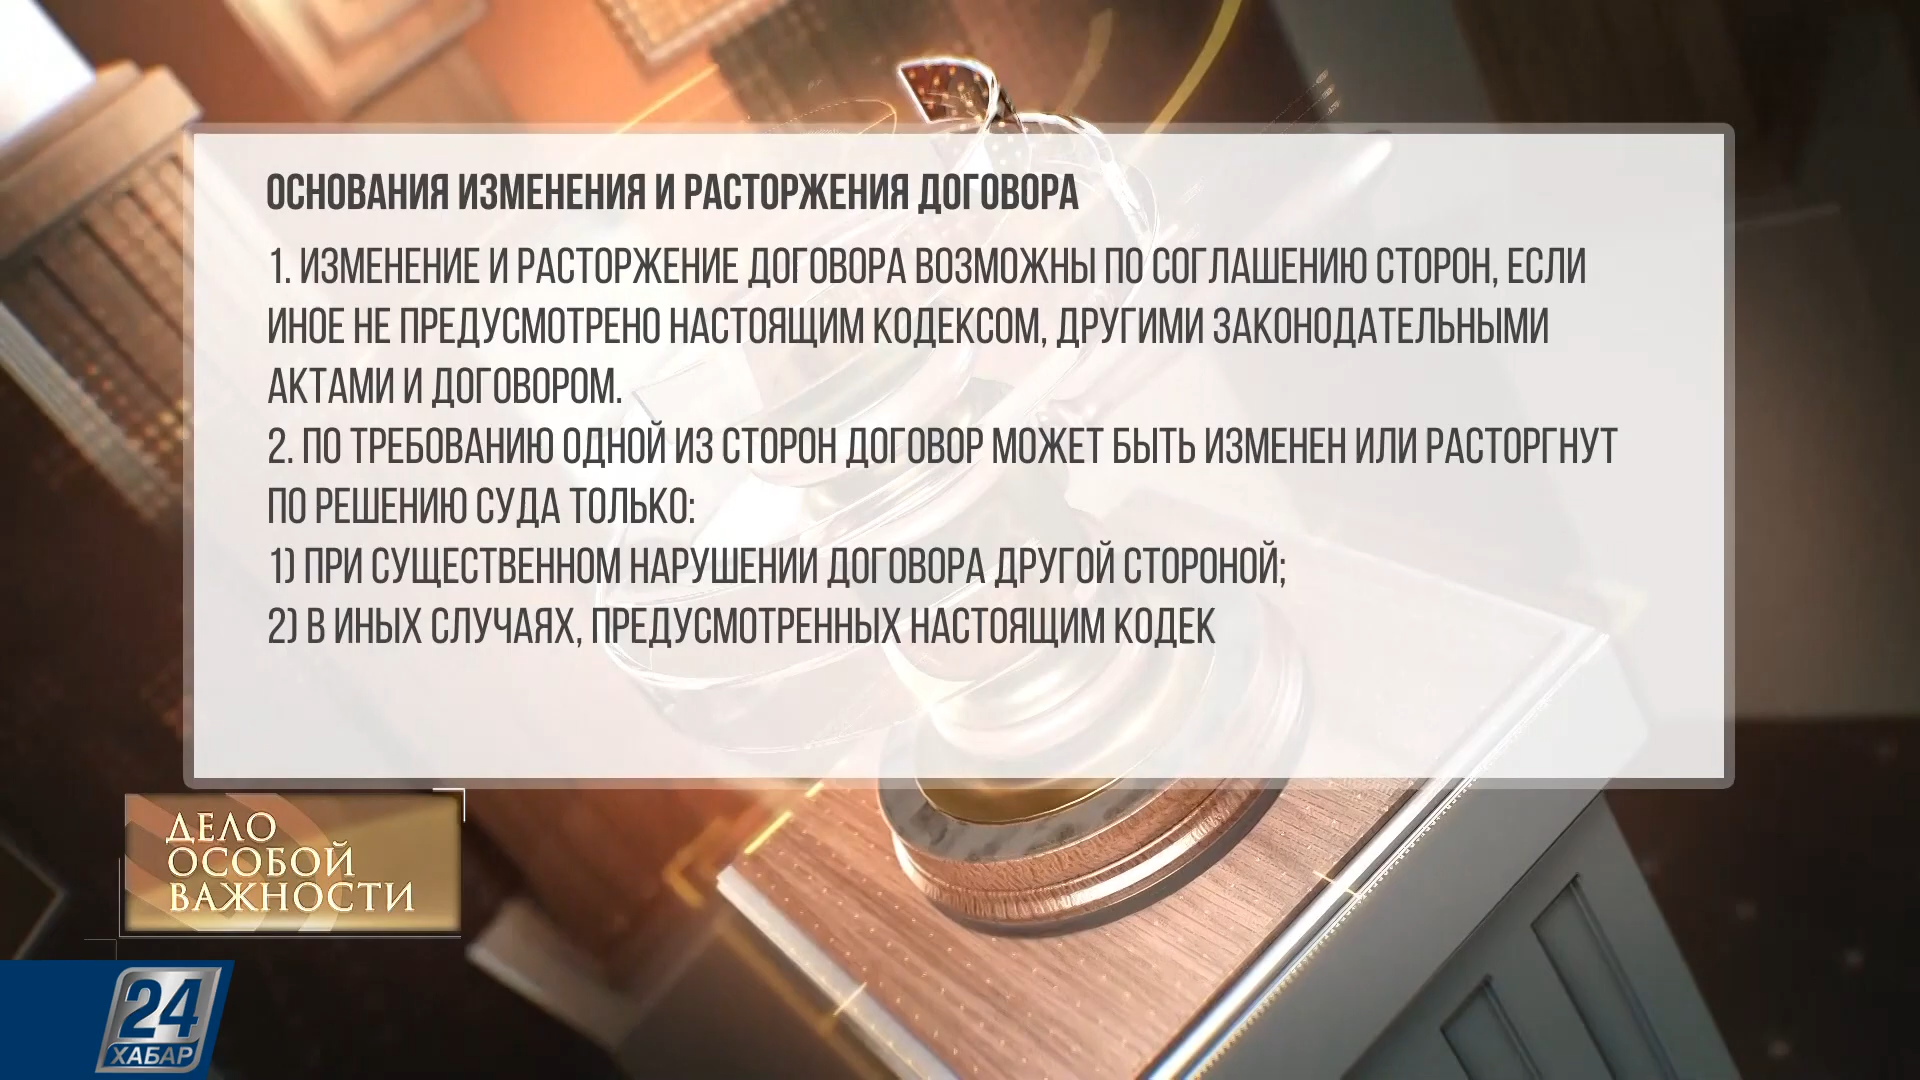 ОСНОВАНИЯ ИЗМЕНЕНИЯ И РАСТОРЖЕНИЯ ДОГОВОРА
1. ИЗМЕНЕНИЕ И РАСТОРЖЕНИЕ ДОГОВОРА ВОЗМОЖНЫ ПО СОГЛАШЕНИЮ СТОРОН, ЕСЛИ
ИНОЕ НЕ ПРЕДУСМОТРЕНО НАСТОЯЩИМ КОДЕКСОМ, ДРУГИМИ ЗАКОНОДАТЕЛЬНЫМИ
АКТАМИ И ДОГОВОРОМ.
2. ПО ТРЕБОВАНИЮ ОДНОЙ ИЗ СТОРОН ДОГОВОР МОЖЕТ БЫТЬ ИЗМЕНЕН ИЛИ РАСТОРГНУТ
ПО РЕШЕНИЮ СУДА ТОЛЬКО:
1) ПРИ СУЩЕСТВЕННОМ НАРУШЕНИИ ДОГОВОРА ДРУГОЙ СТОРОНОЙ;
2) В ИНЫХ СЛУЧАЯХ, ПРЕДУСМОТРЕННЫХ НАСТОЯЩИМ КОДЕК
ДЕЛО
ОСОБОЙ
ВАЖНОСТИ
24
ХАБАР